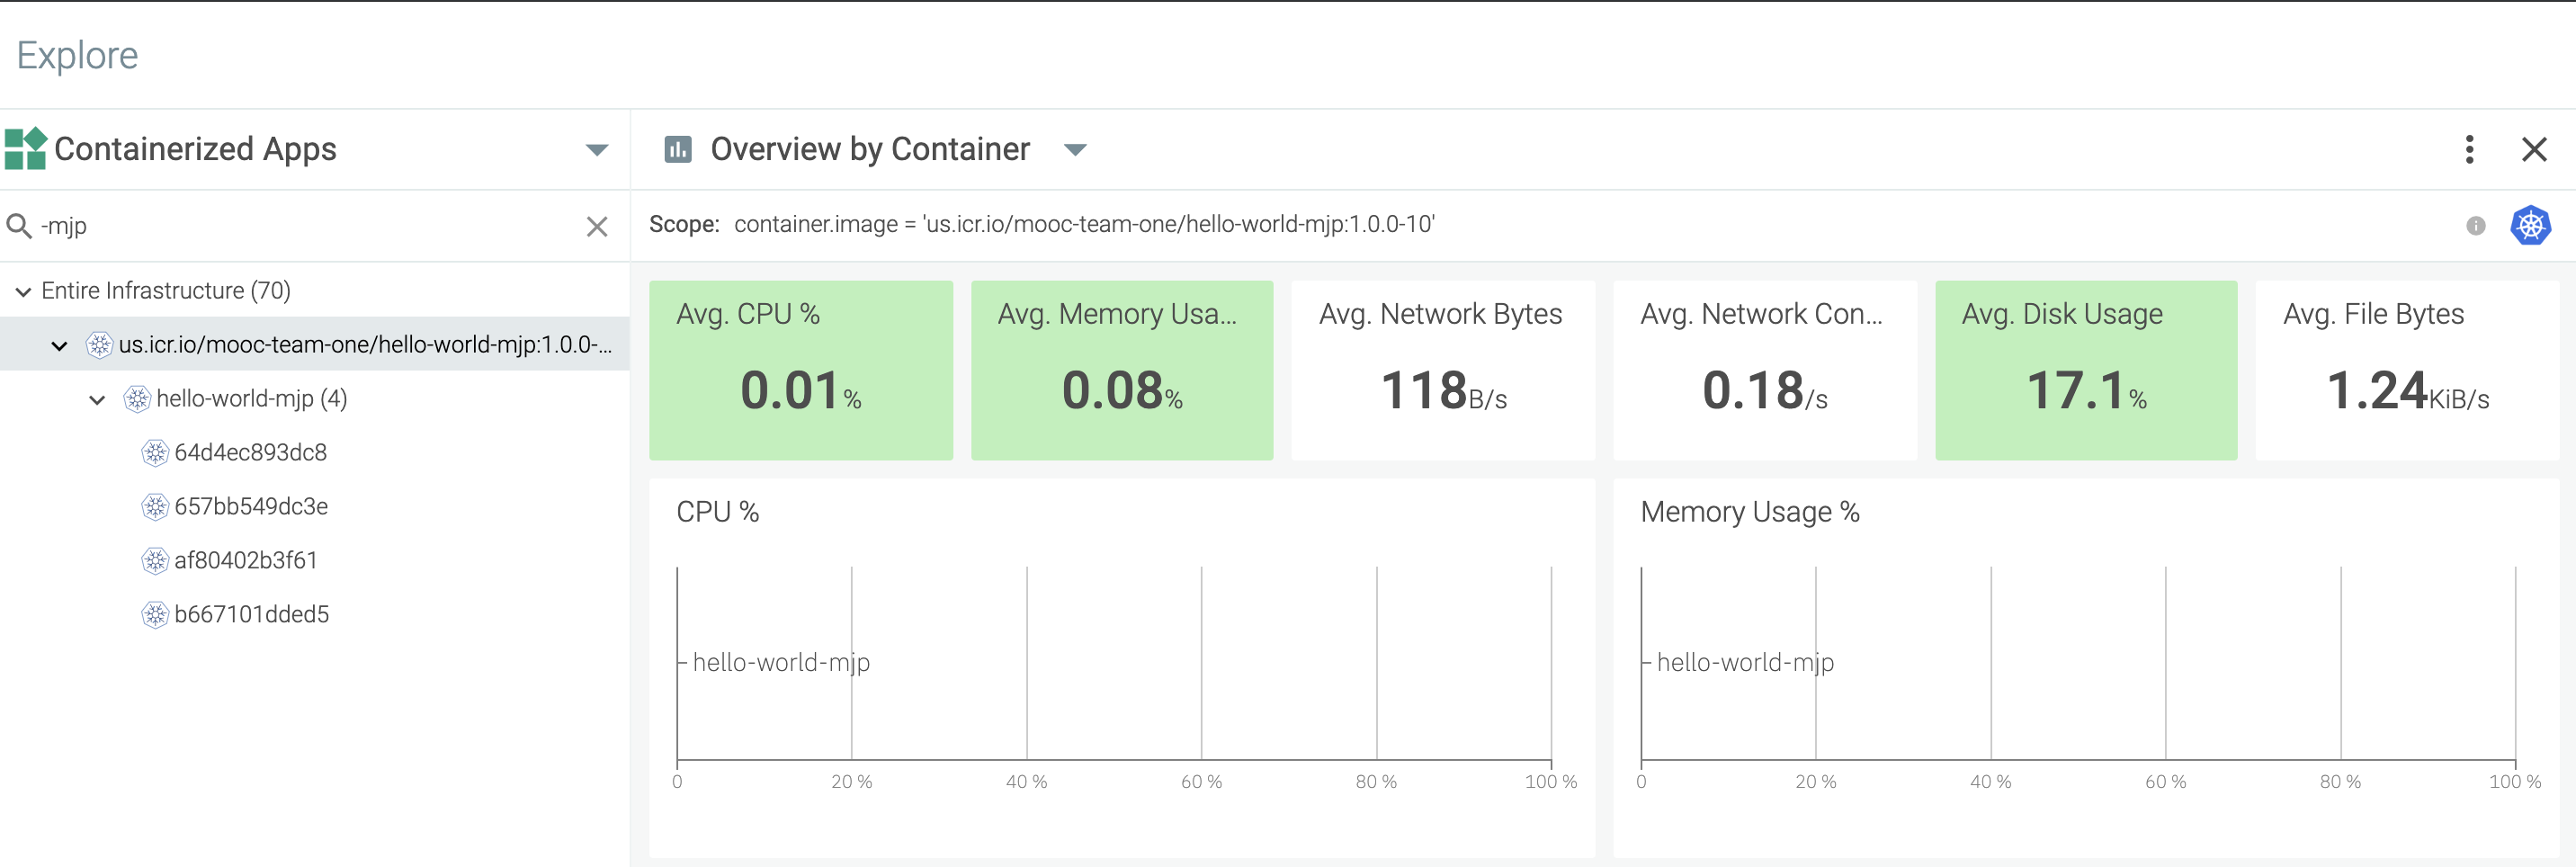 Explore
Containerized Apps
Overview by Container
-mjp
Scope: container.image = 'us.icr.io/mooc-team-one/hello-world-mjp:1.0.0-10'
Entire Infrastructure (70)
us.icr.io/mooc-team-one/hello-world-mjp:1.0.0-...
hello-world-mjp (4)
64d4ec893dc8
657bb549dc3e
af80402b3f61
b667101dded5
Avg. CPU %
0.01%
Avg. Memory Usa...
0.08%
Avg. Network Bytes
118B/s
Avg. Network Con...
0.18/s
Avg. Disk Usage
17.1%
Avg. File Bytes
1.24KiB/s
CPU %
hello-world-mjp
0 20 % 40 % 60 % 80 % 100 %
Memory Usage %
hello-world-mjp
0 20 % 40 % 60 % 80 % 100 %